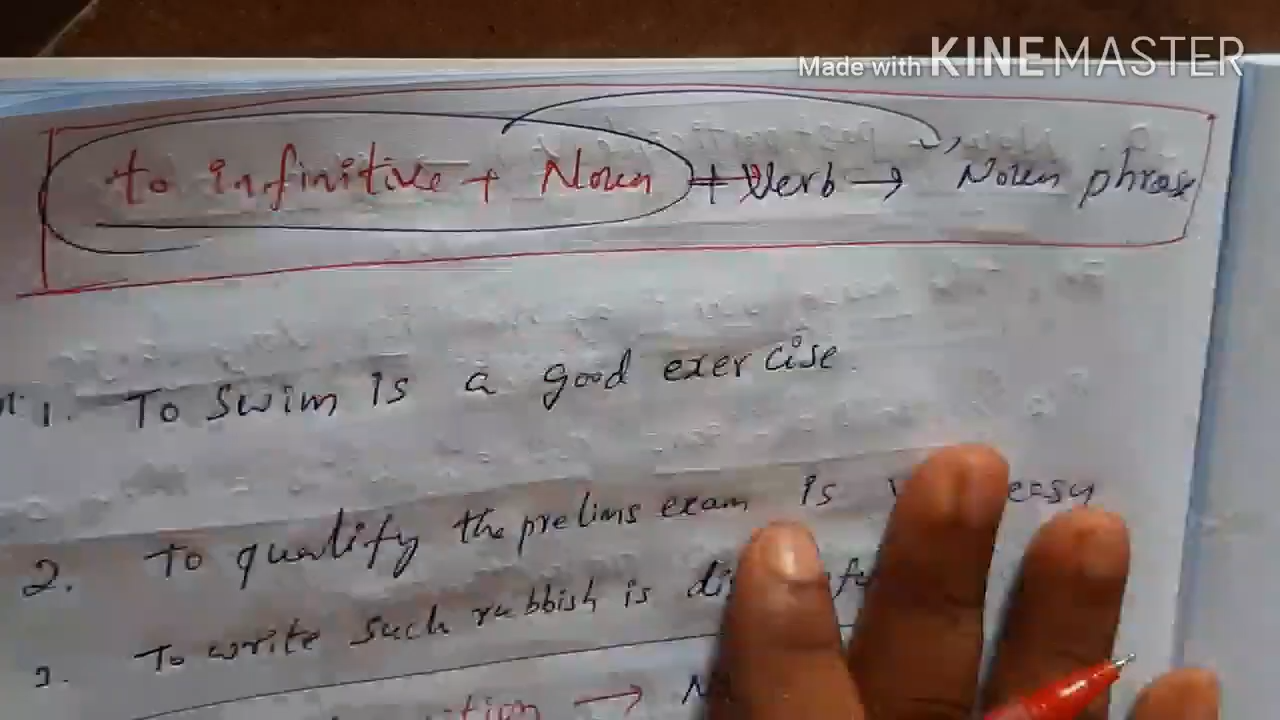 Made with KINEMASTER
to infinitive + Noun + Verb → Noun phrase
1. To Swim is a good exercise.
2. To qualify the prelims exam is easy
3. To write such rubbish is
→